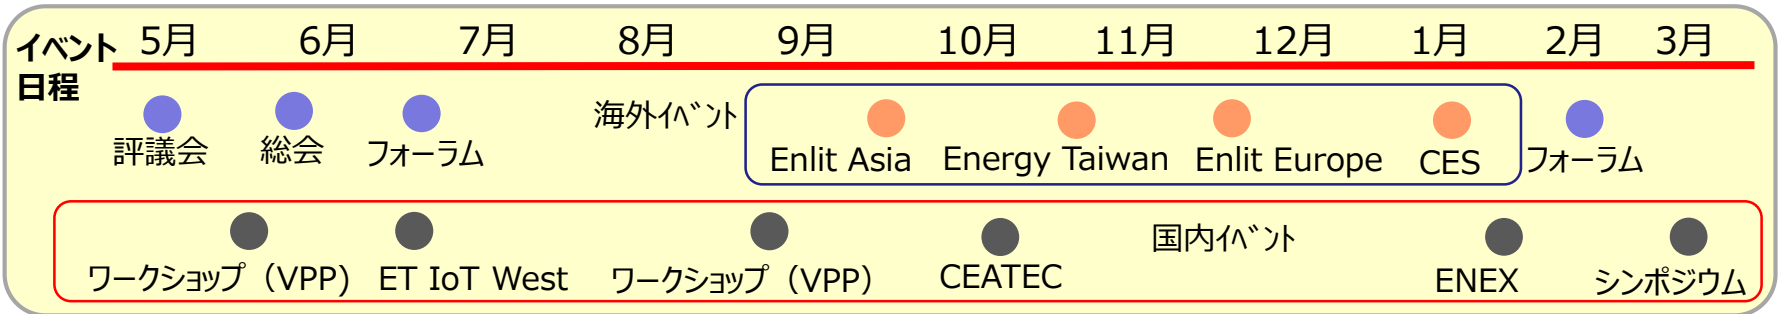 イベント 5月 6月 7月 8月 9月 10月 11月 12月 1月 2月 3月
日程
海外ｲﾍﾞﾝﾄ
評議会 総会 フォーラム Enlit Asia Energy Taiwan Enlit Europe CES フォーラム
国内ｲﾍﾞﾝﾄ
ワークショップ（VPP) ET IoT West ワークショップ（VPP） CEATEC ENEX シンポジウム